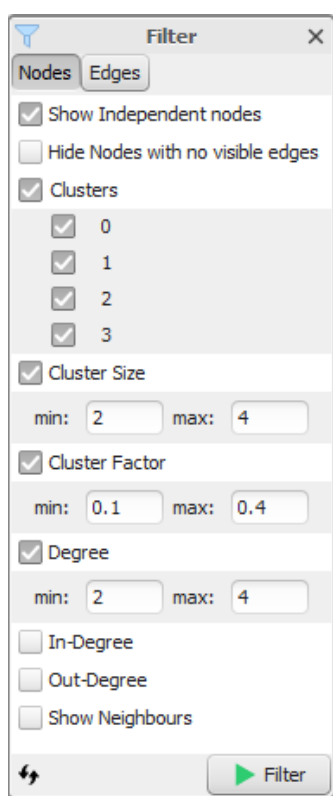 Filter
Nodes Edges
Show Independent nodes
Hide Nodes with no visible edges
Clusters
0
1
2
3
Cluster Size
min: 2 max: 4
Cluster Factor
min: 0.1 max: 0.4
Degree
min: 2 max: 4
In-Degree
Out-Degree
Show Neighbours
Filter